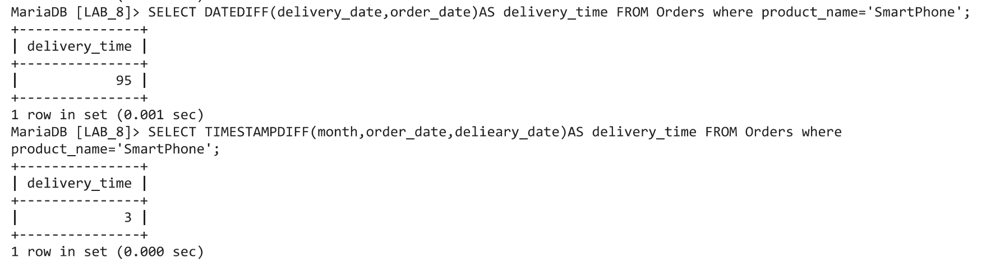 MariaDB [LAB_8]> SELECT DATEDIFF(delivery_date,order_date)AS delivery_time FROM Orders where product_name='SmartPhone';
+---------------+
| delivery_time |
+---------------+
|            95 |
+---------------+
1 row in set (0.001 sec)
MariaDB [LAB_8]> SELECT TIMESTAMPDIFF(month,order_date,delieary_date)AS delivery_time FROM Orders where
product_name='SmartPhone';
+---------------+
| delivery_time |
+---------------+
|             3 |
+---------------+
1 row in set (0.000 sec)